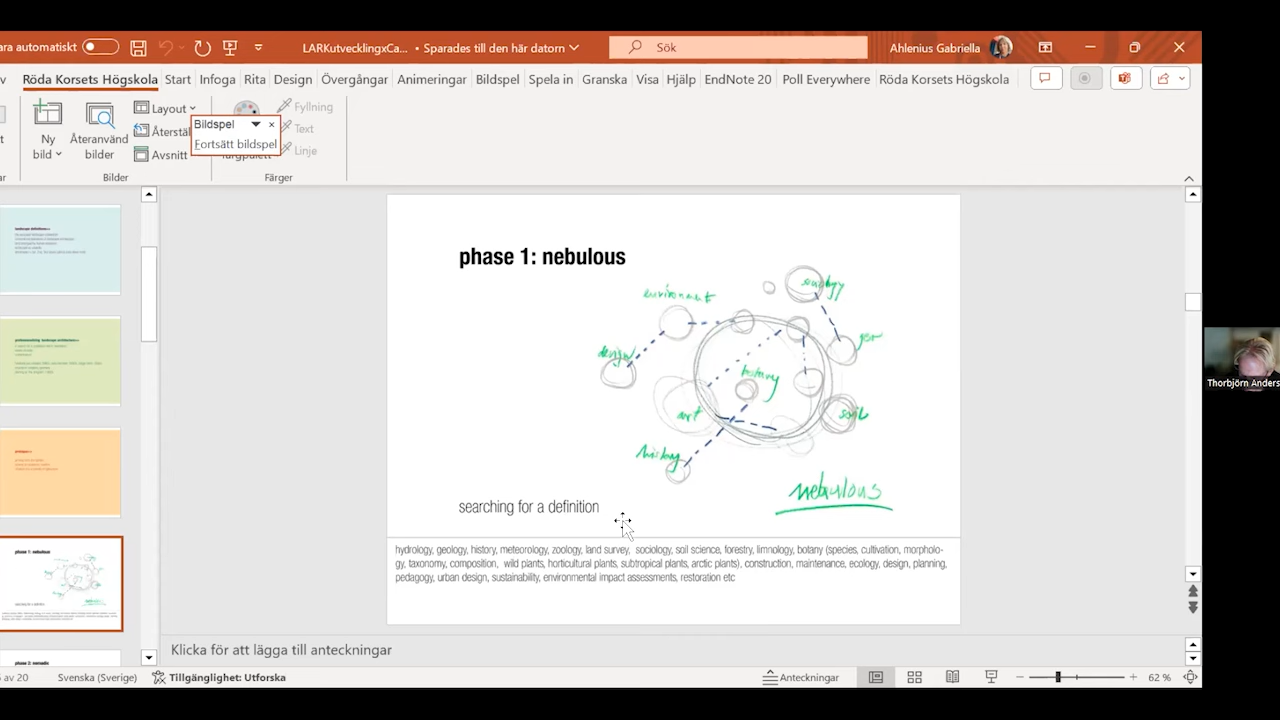 ara automatiskt
LARKutvecklingxCa... • Sparades till den här datorn
Sök
Ahlenius Gabriella
v Röda Korsets Högskola Start Infoga Rita Design Övergångar Animeringar Bildspel Spela in Granska Visa Hjälp EndNote 20 Poll Everywhere Röda Korsets Högskola
Ny bild
Återanvänd bilder
Layout
Återstäl
Avsnitt
Bildspel
Fortsätt bildspel
Fyllning
Text
Linje
Bilder
Färger
phase 1: nebulous
environment
geology
design
geo
botany
art
soil
history
nebulous
searching for a definition
hydrology, geology, history, meteorology, zoology, land survey, sociology, soil science, forestry, limnology, botany (species, cultivation, morpholo-
gy, taxonomy, composition, wild plants, horticultural plants, subtropical plants, arctic plants), construction, maintenance, ecology, design, planning,
pedagogy, urban design, sustainability, environmental impact assessments, restoration etc
phase 1: nebulous
Thorbjörn Anders
Klicka för att lägga till anteckningar
av 20
Svenska (Sverige)
Tillgänglighet: Utforska
Anteckningar
62 %